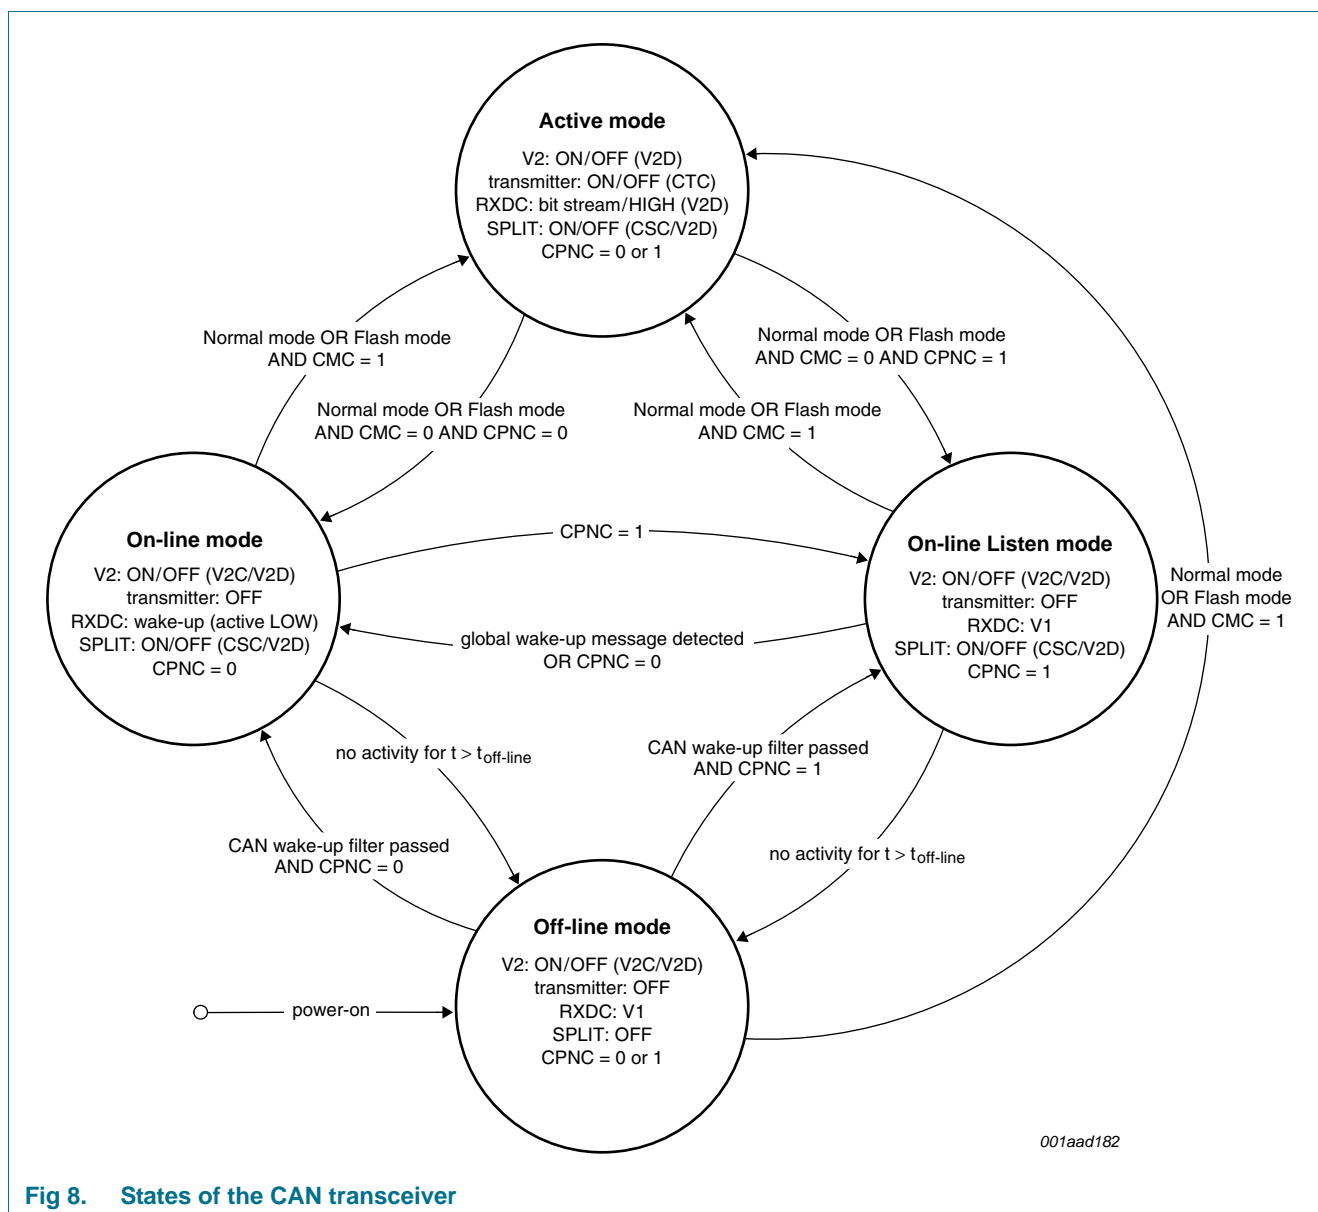 Active mode
V2: ON/OFF (V2D)
transmitter: ON/OFF (CTC)
RXDC: bit stream/HIGH (V2D)
SPLIT: ON/OFF (CSC/V2D)
CPNC = 0 or 1
Normal mode OR Flash mode
AND CMC = 1
Normal mode OR Flash mode
AND CMC = 0 AND CPNC = 1
Normal mode OR Flash mode
AND CMC = 0 AND CPNC = 0
Normal mode OR Flash mode
AND CMC = 1
On-line mode
V2: ON/OFF (V2C/V2D)
transmitter: OFF
RXDC: wake-up (active LOW)
SPLIT: ON/OFF (CSC/V2D)
CPNC = 0
CPNC = 1
global wake-up message detected
OR CPNC = 0
On-line Listen mode
V2: ON/OFF (V2C/V2D)
transmitter: OFF
RXDC: V1
SPLIT: ON/OFF (CSC/V2D)
CPNC = 1
Normal mode
OR Flash mode
AND CMC = 1
no activity for t > toff-line
CAN wake-up filter passed
AND CPNC = 1
CAN wake-up filter passed
AND CPNC = 0
no activity for t > toff-line
Off-line mode
V2: ON/OFF (V2C/V2D)
transmitter: OFF
RXDC: V1
SPLIT: OFF
CPNC = 0 or 1
power-on
001aad182
Fig 8. States of the CAN transceiver